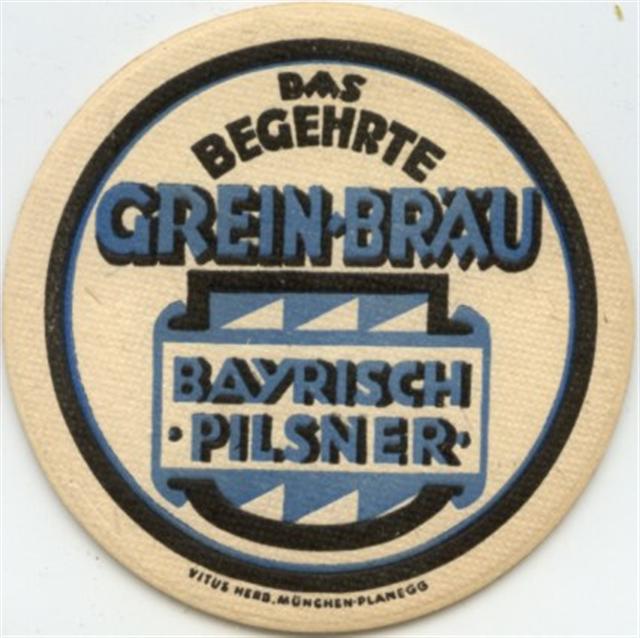 DAS
BEGEHRTE
GREIN-BRÄU
BAYRISCH
·PILSNER·
VITUS HERB. MÜNCHEN-PLANEGG